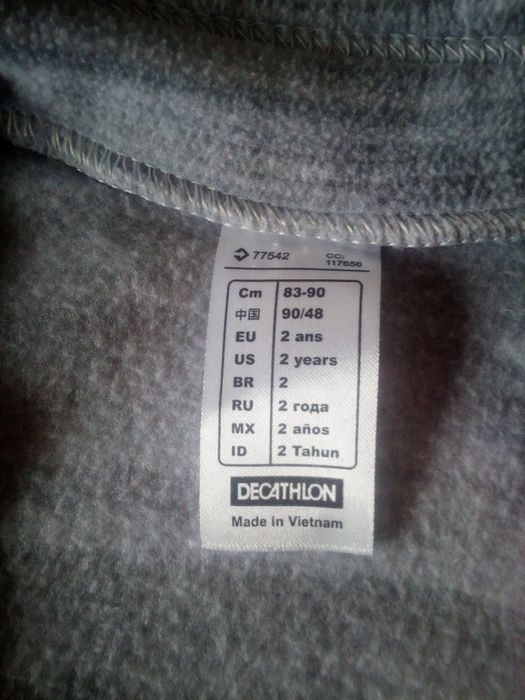 77542 CC:
117656
Cm 83-90
中国 90/48
EU 2 ans
US 2 years
BR 2
RU 2 года
MX 2 años
ID 2 Tahun
DECATHLON
Made in Vietnam